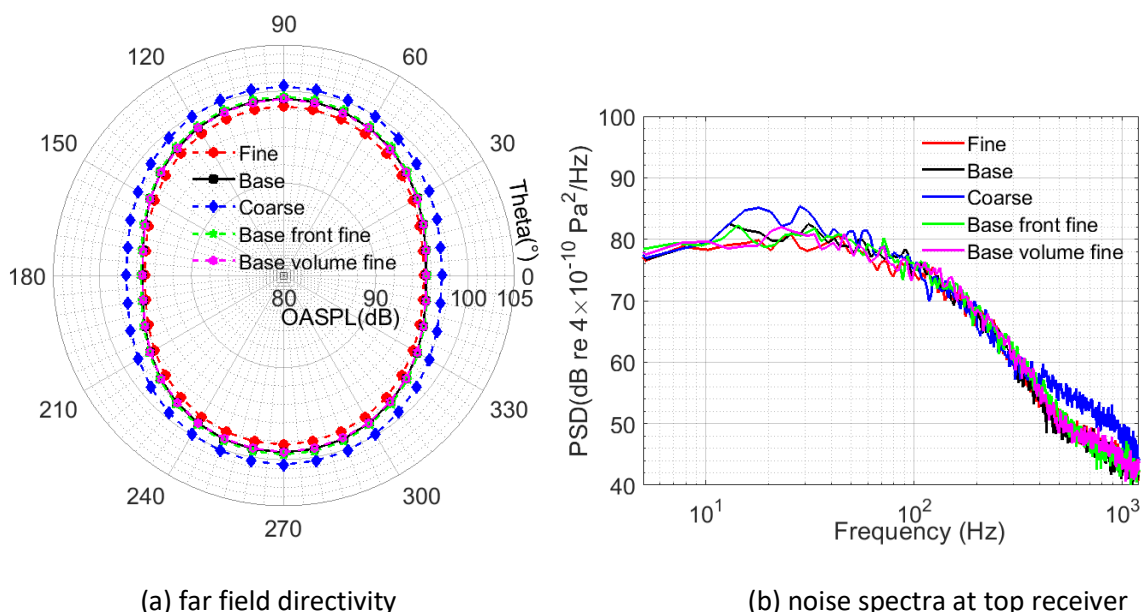 90
120
60
150
30
180
0
210
330
240
300
270
Theta(°)
80
90
100
105
OASPL(dB)
Fine
Base
Coarse
Base front fine
Base volume fine
(a) far field directivity
100
90
80
70
60
50
40
PSD(dB re 4×10⁻¹⁰ Pa²/Hz)
Fine
Base
Coarse
Base front fine
Base volume fine
10¹
10²
10³
Frequency (Hz)
(b) noise spectra at top receiver